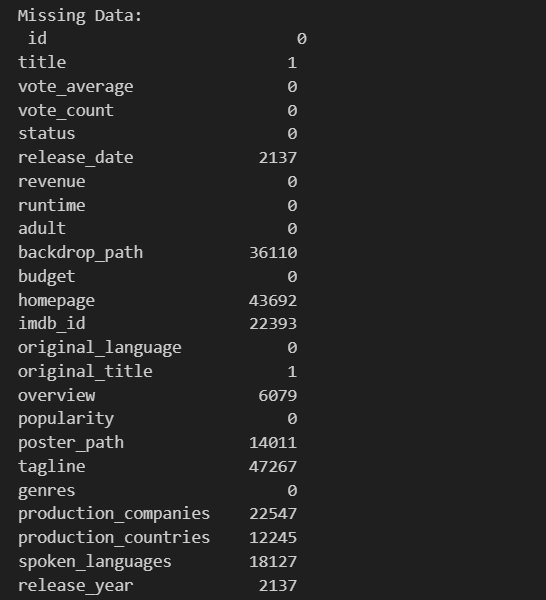 Missing Data:
id 0
title 1
vote_average 0
vote_count 0
status 0
release_date 2137
revenue 0
runtime 0
adult 0
backdrop_path 36110
budget 0
homepage 43692
imdb_id 22393
original_language 0
original_title 1
overview 6079
popularity 0
poster_path 14011
tagline 47267
genres 0
production_companies 22547
production_countries 12245
spoken_languages 18127
release_year 2137